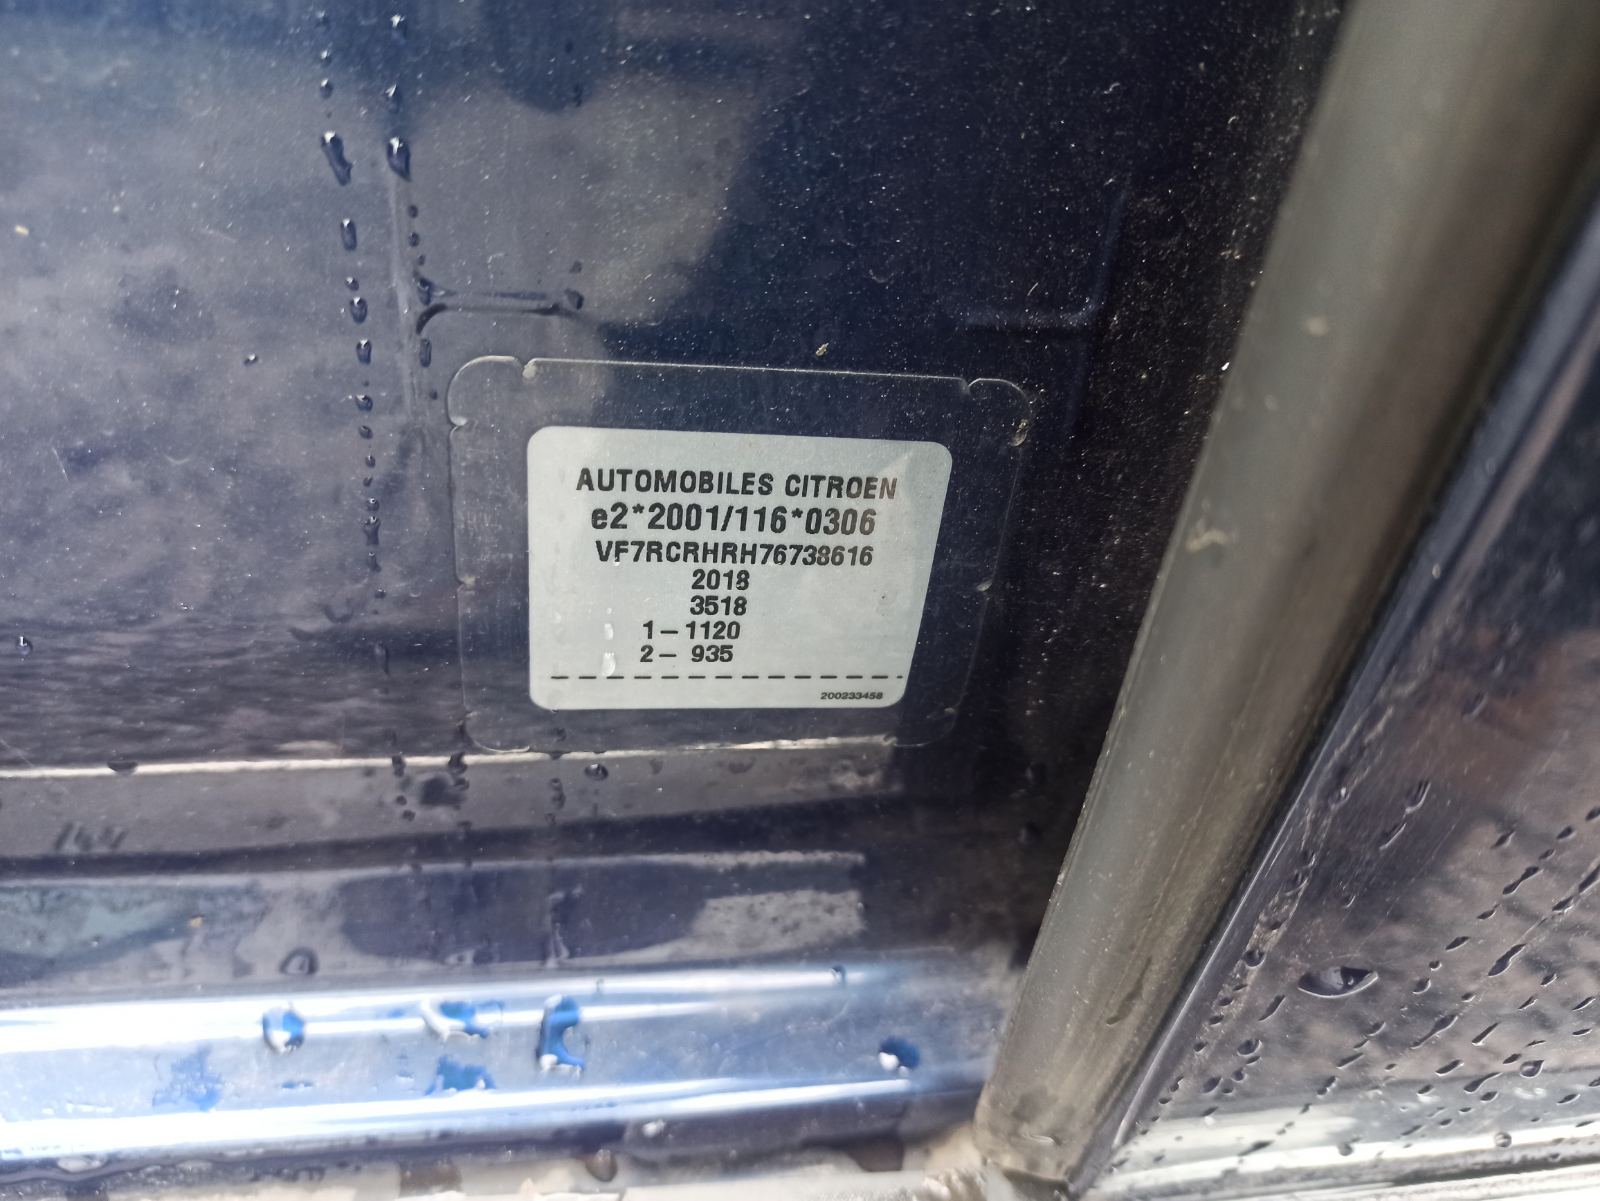 AUTOMOBILES CITROEN
e2*2001/116*0306
VF7RCRHRH76738616
2018
3518
1- 1120
2- 935
200233458